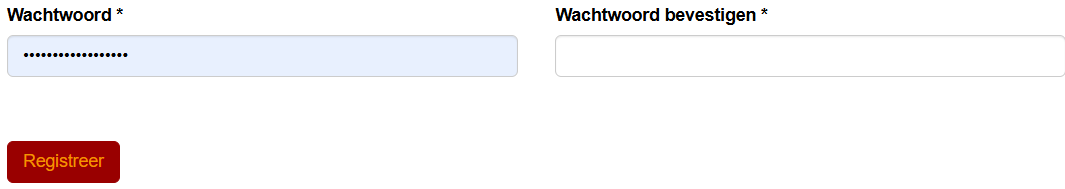 Wachtwoord *
Wachtwoord bevestigen *
••••••••••••••••••
Registreer